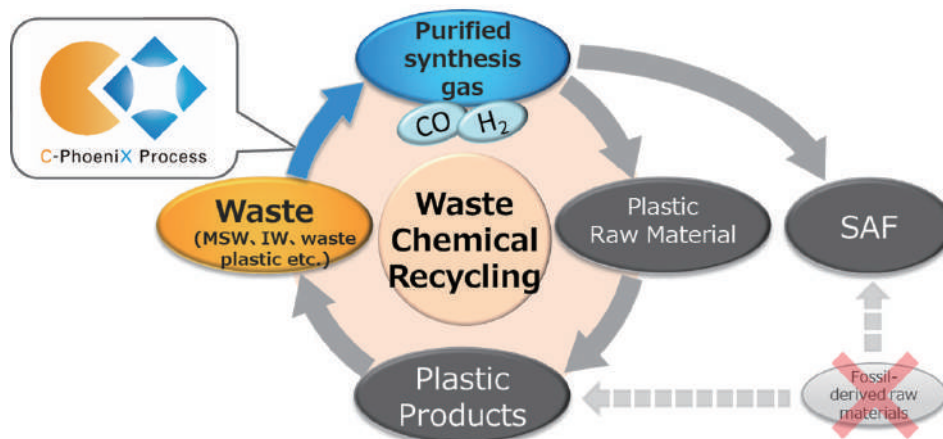 Purified
synthesis
gas
CO
H₂
C-PhoeniX Process
Waste
(MSW、IW、waste
plastic etc.)
Waste
Chemical
Recycling
Plastic
Raw Material
SAF
Plastic
Products
Fossil-
derived raw
materials